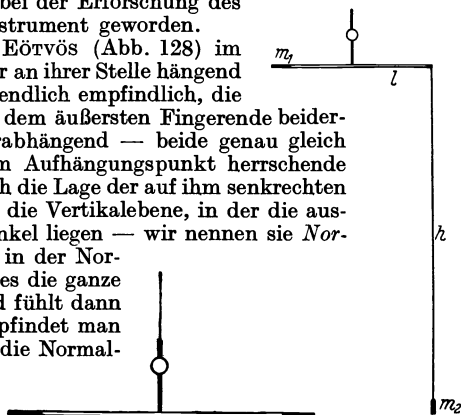 bei der Erforschung des
strument geworden.
EÖTVÖS (Abb. 128) im
r an ihrer Stelle hängend
endlich empfindlich, die
dem äußersten Fingerende beider-
rabhängend — beide genau gleich
m Aufhängungspunkt herrschende
h die Lage der auf ihm senkrechten
die Vertikalebene, in der die aus-
nkel liegen — wir nennen sie Nor-
in der Nor-
es die ganze
d fühlt dann
pfindet man
die Normal-
m1
l
h
m2